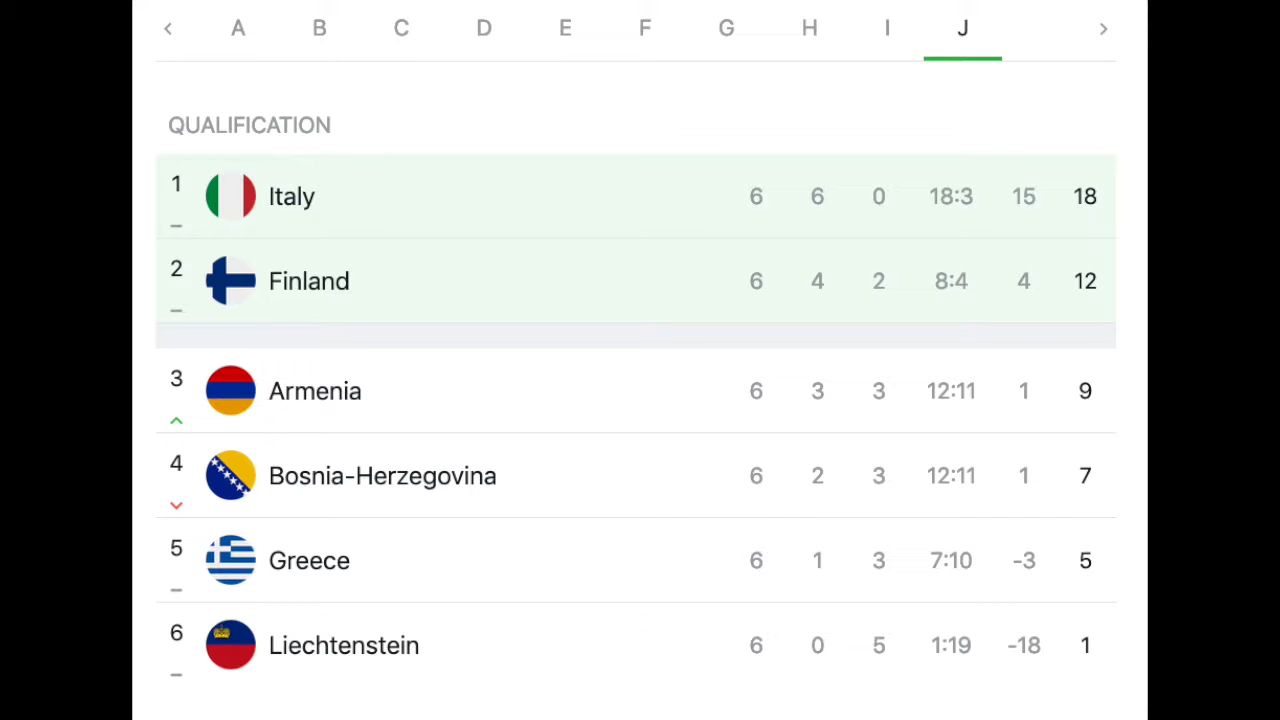 A B C D E F G H I J
QUALIFICATION
1 Italy 6 6 0 18:3 15 18
2 Finland 6 4 2 8:4 4 12
3 Armenia 6 3 3 12:11 1 9
4 Bosnia-Herzegovina 6 2 3 12:11 1 7
5 Greece 6 1 3 7:10 -3 5
6 Liechtenstein 6 0 5 1:19 -18 1